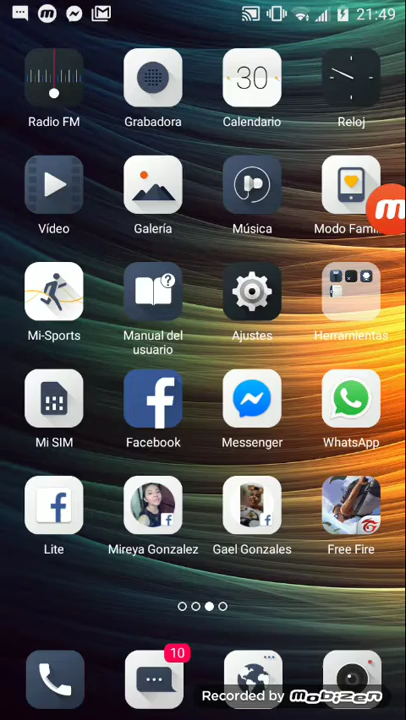 21:49
Radio FM
Grabadora
30
Calendario
Reloj
Vídeo
Galería
Música
Modo Fami
Mi-Sports
Manual del
usuario
Ajustes
Herramientas
Mi SIM
Facebook
Messenger
WhatsApp
Lite
Mireya Gonzalez
Gael Gonzales
Free Fire
10
Recorded by mobizen